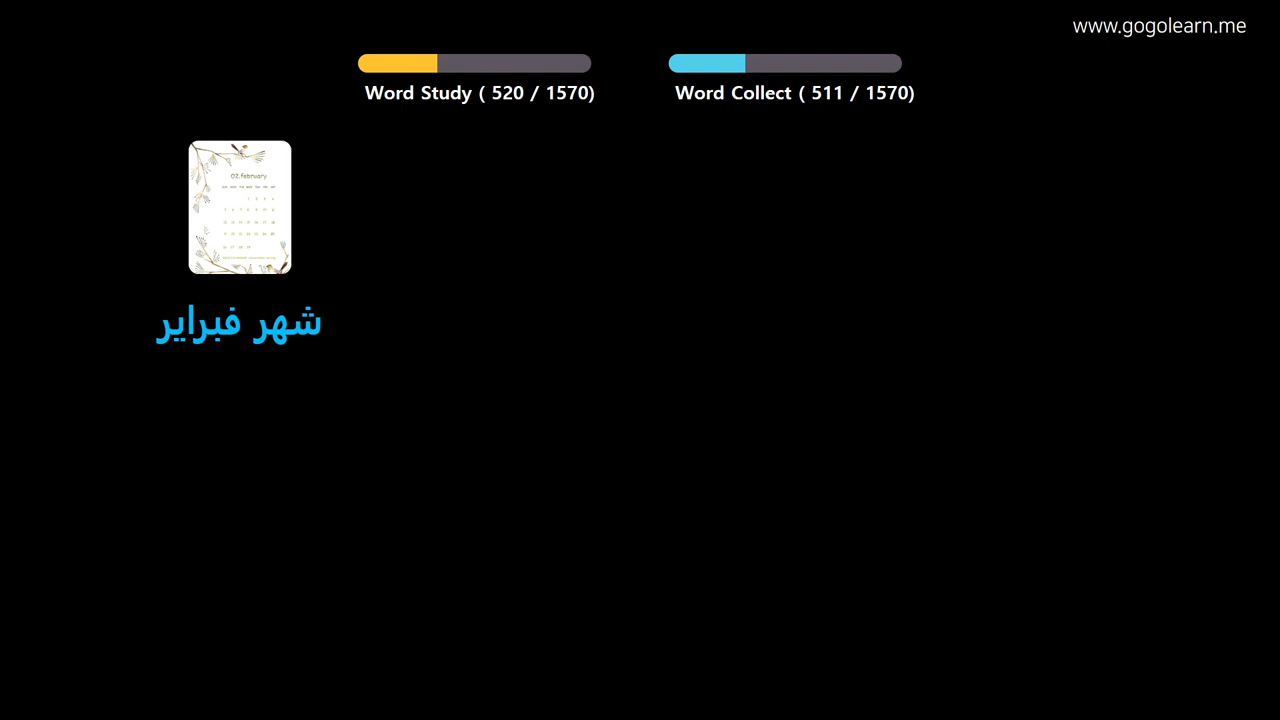 www.gogolearn.me
Word Study ( 520 / 1570)
Word Collect ( 511 / 1570)
02.february
شهر فبراير